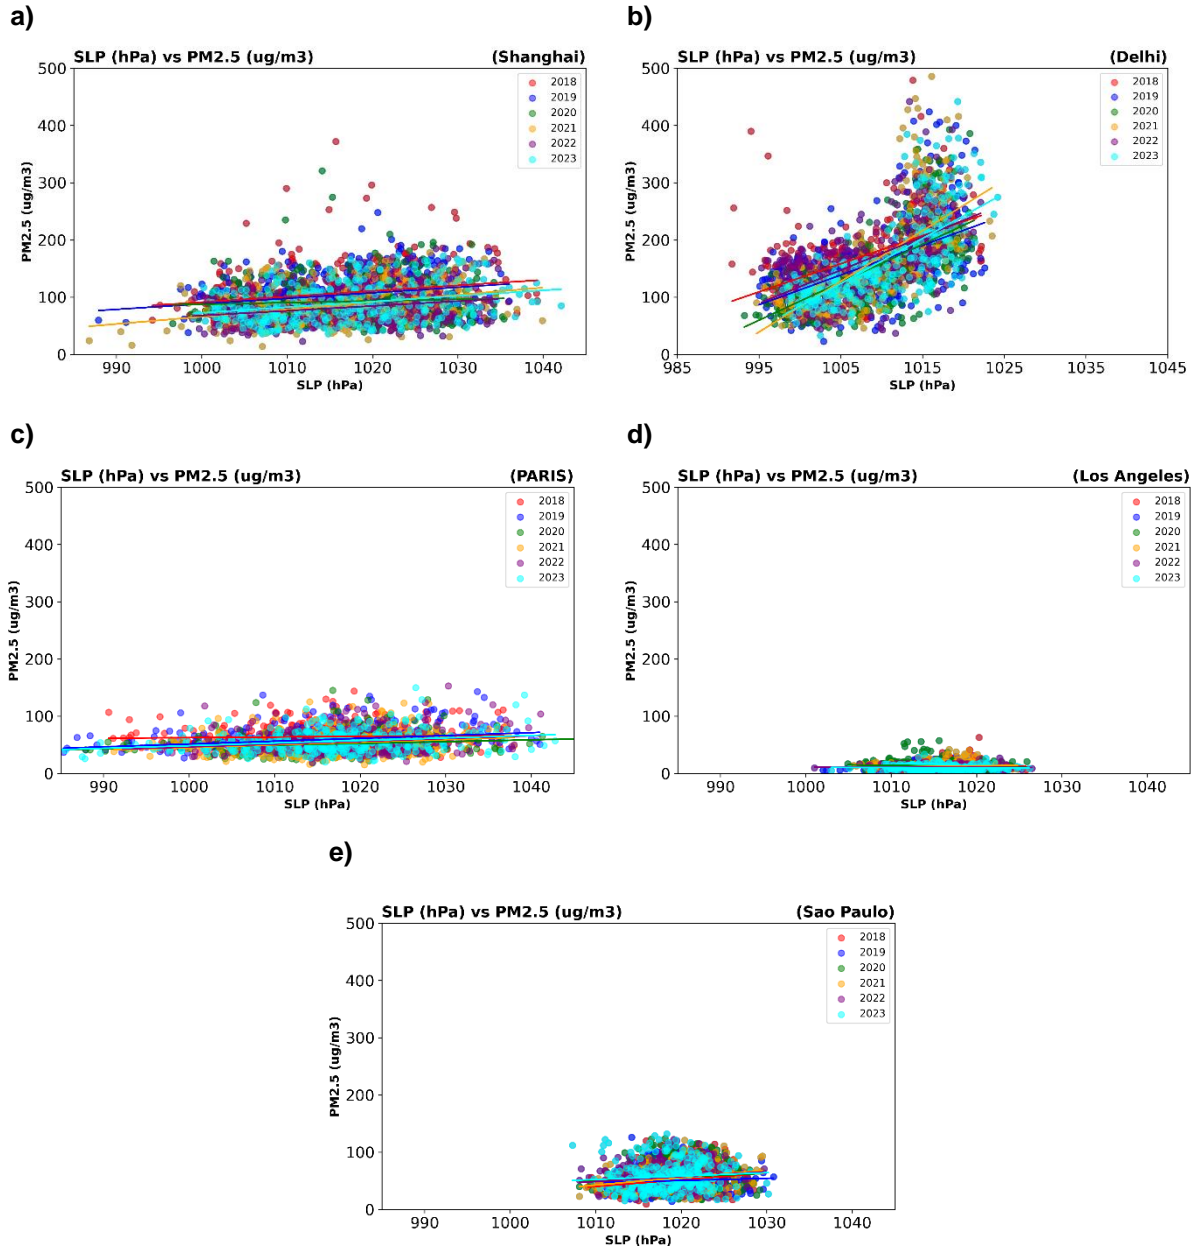 a)
SLP (hPa) vs PM2.5 (ug/m3) (Shanghai)
500
400
300
200
100
0
PM2.5 (ug/m3)
2018
2019
2020
2021
2022
2023
990 1000 1010 1020 1030 1040
SLP (hPa)
b)
SLP (hPa) vs PM2.5 (ug/m3) (Delhi)
500
400
300
200
100
0
PM2.5 (ug/m3)
2018
2019
2020
2021
2022
2023
985 995 1005 1015 1025 1035 1045
SLP (hPa)
c)
SLP (hPa) vs PM2.5 (ug/m3) (PARIS)
500
400
300
200
100
0
PM2.5 (ug/m3)
2018
2019
2020
2021
2022
2023
990 1000 1010 1020 1030 1040
SLP (hPa)
d)
SLP (hPa) vs PM2.5 (ug/m3) (Los Angeles)
500
400
300
200
100
0
PM2.5 (ug/m3)
2018
2019
2020
2021
2022
2023
990 1000 1010 1020 1030 1040
SLP (hPa)
e)
SLP (hPa) vs PM2.5 (ug/m3) (Sao Paulo)
500
400
300
200
100
0
PM2.5 (ug/m3)
2018
2019
2020
2021
2022
2023
990 1000 1010 1020 1030 1040
SLP (hPa)